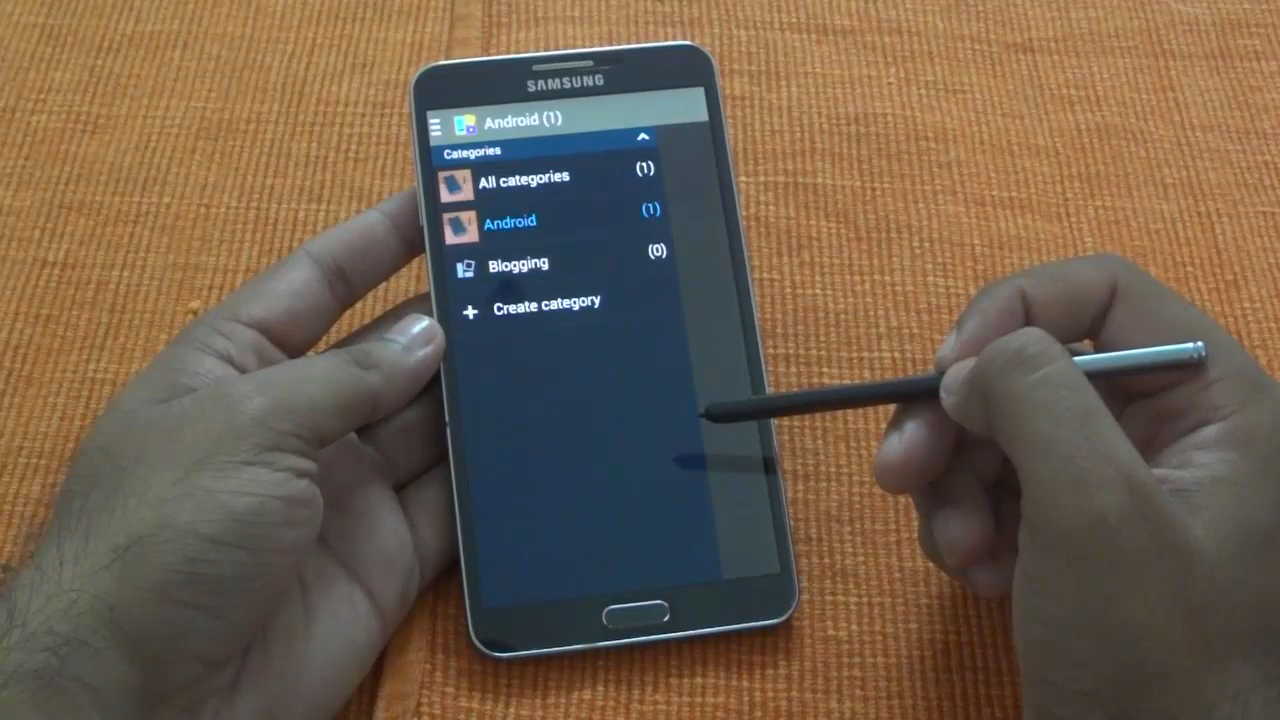 SAMSUNG
Android (1)
Categories
All categories (1)
Android (1)
Blogging (0)
Create category